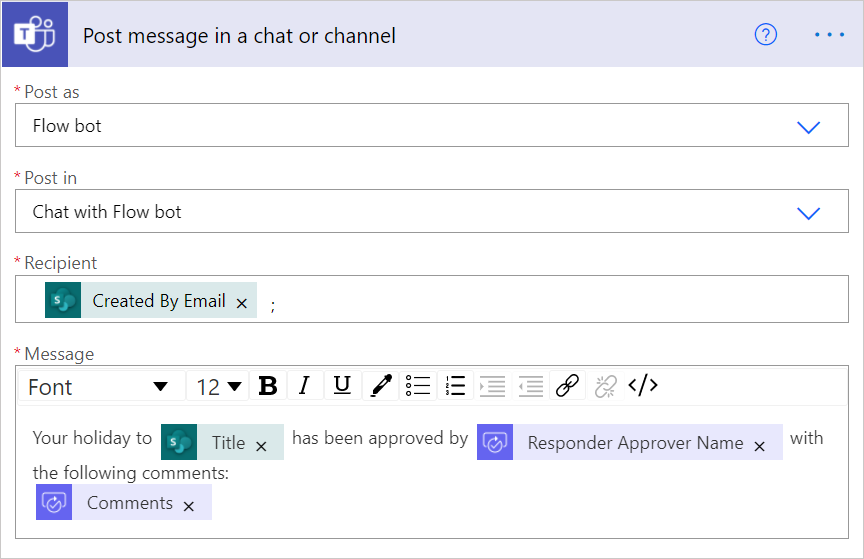 Post message in a chat or channel
* Post as
Flow bot
* Post in
Chat with Flow bot
* Recipient
Created By Email × ;
* Message
Font 12 B I U </>
Your holiday to Title × has been approved by Responder Approver Name × with
the following comments:
Comments ×